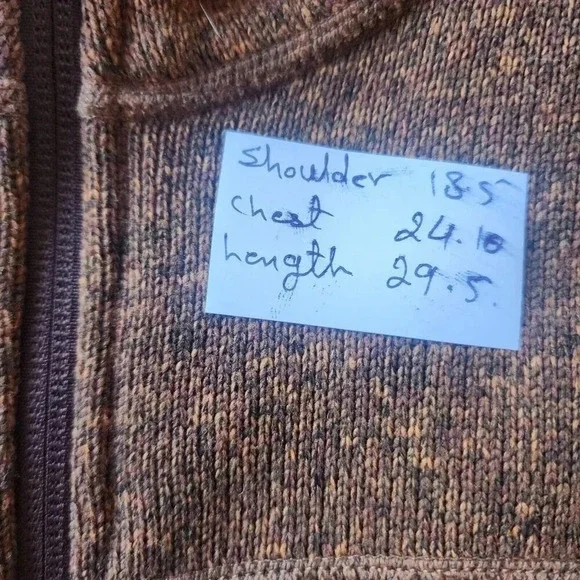 Shoulder 18.5
Chest 24.10
Length 29.5.